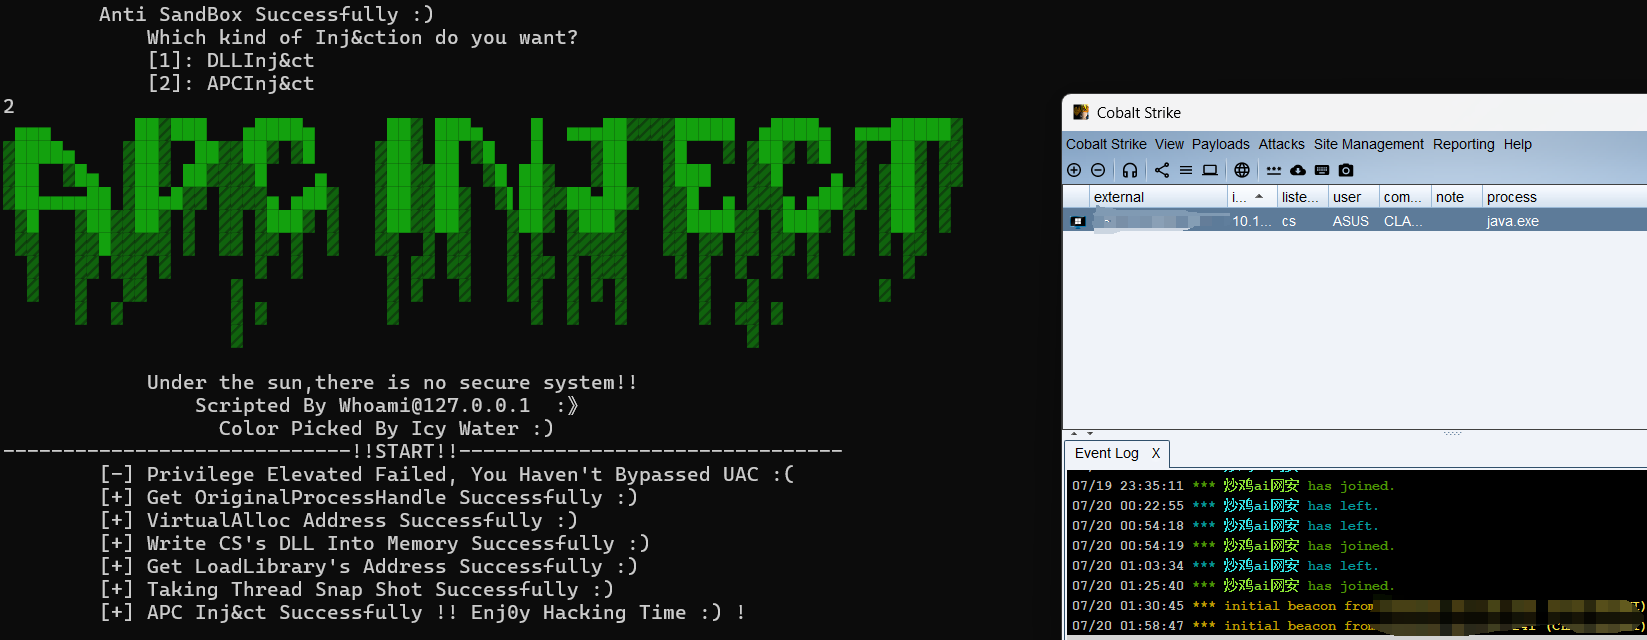 Anti SandBox Successfully :)
Which kind of Inj&ction do you want?
[1]: DLLInj&ct
[2]: APCInj&ct
2
APC INJECT
Under the sun,there is no secure system!!
Scripted By Whoami@127.0.0.1  :》
Color Picked By Icy Water :)
-----------------------------!!START!!--------------------------------
[-] Privilege Elevated Failed, You Haven't Bypassed UAC :(
[+] Get OriginalProcessHandle Successfully :)
[+] VirtualAlloc Address Successfully :)
[+] Write CS's DLL Into Memory Successfully :)
[+] Get LoadLibrary's Address Successfully :)
[+] Taking Thread Snap Shot Successfully :)
[+] APC Inj&ct Successfully !! Enj0y Hacking Time :) !
Cobalt Strike
Cobalt Strike View Payloads Attacks Site Management Reporting Help
external i... liste... user com... note process
10.1... cs ASUS CLA... java.exe
Event Log X
07/19 23:35:11 *** 炒鸡ai网安 has joined.
07/20 00:22:55 *** 炒鸡ai网安 has left.
07/20 00:54:18 *** 炒鸡ai网安 has left.
07/20 00:54:19 *** 炒鸡ai网安 has joined.
07/20 01:03:34 *** 炒鸡ai网安 has left.
07/20 01:25:40 *** 炒鸡ai网安 has joined.
07/20 01:30:45 *** initial beacon from
07/20 01:58:47 *** initial beacon from